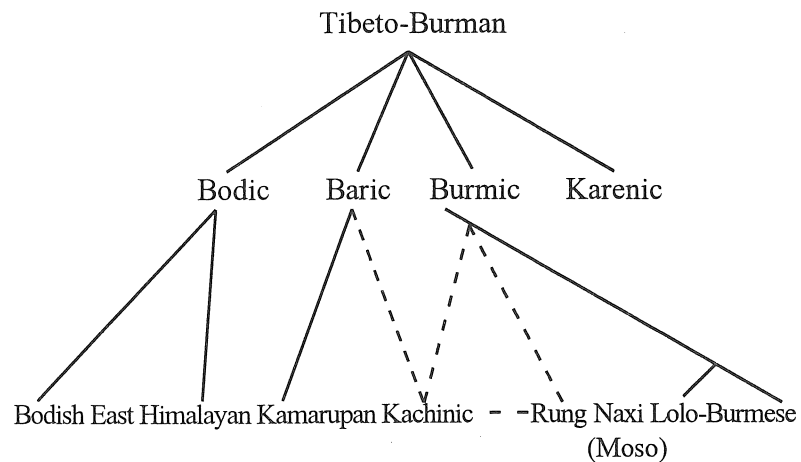 Tibeto-Burman
Bodic Baric Burmic Karenic
Bodish East Himalayan Kamarupan Kachinic - -Rung Naxi Lolo-Burmese
(Moso)